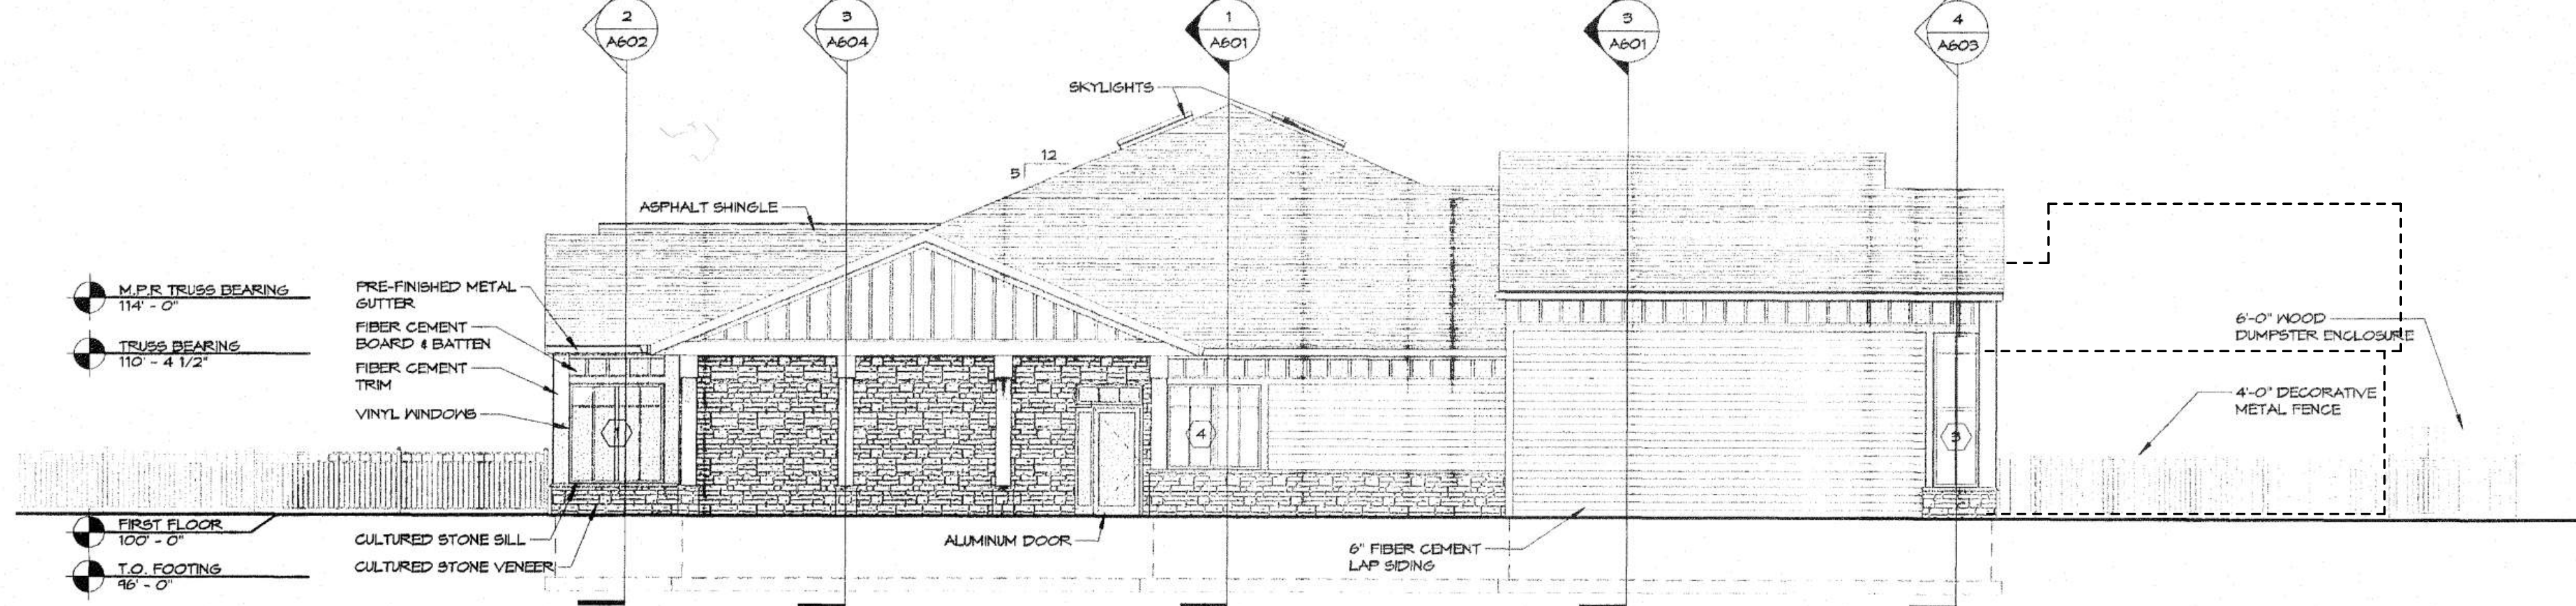 2
A602
3
A604
1
A601
3
A601
4
A603
SKYLIGHTS
12
5
ASPHALT SHINGLE
M.P.R TRUSS BEARING
114' - 0"
TRUSS BEARING
110' - 4 1/2"
PRE-FINISHED METAL
GUTTER
FIBER CEMENT
BOARD & BATTEN
FIBER CEMENT
TRIM
VINYL WINDOWS
6'-0" WOOD
DUMPSTER ENCLOSURE
4'-0" DECORATIVE
METAL FENCE
4
3
FIRST FLOOR
100' - 0"
T.O. FOOTING
96' - 0"
CULTURED STONE SILL
CULTURED STONE VENEER
ALUMINUM DOOR
6" FIBER CEMENT
LAP SIDING